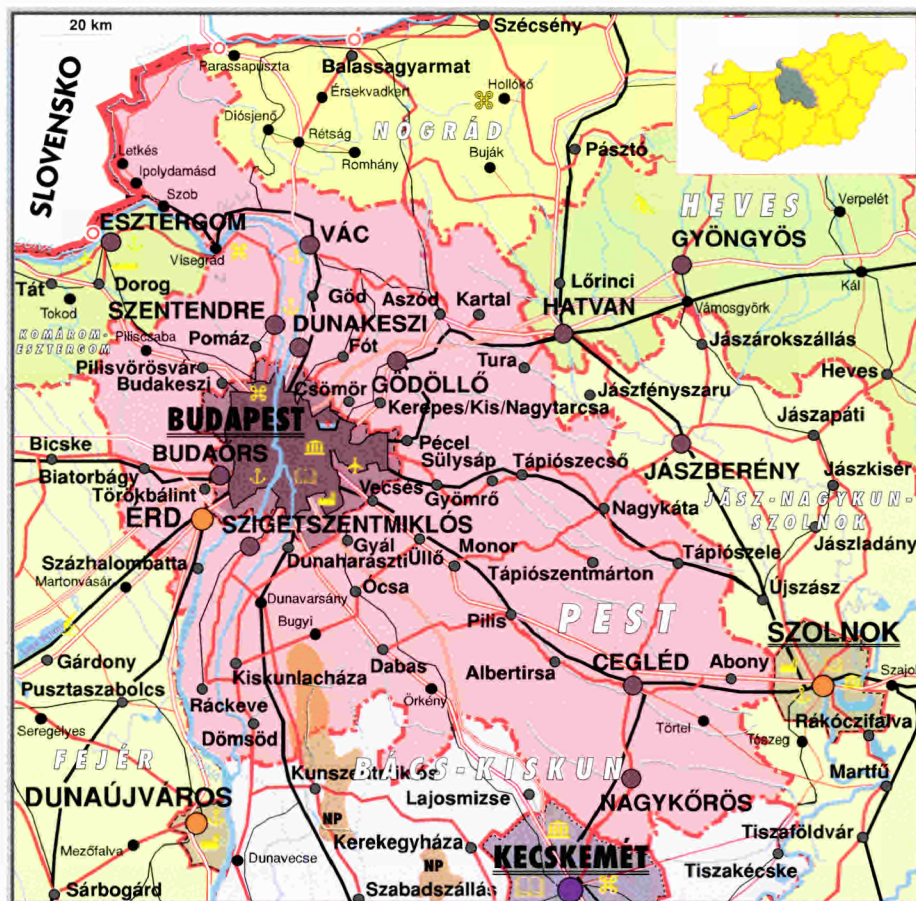 20 km
Szécsény
SLOVENSKO
Parassapuszta
Balassagyarmat
Érsekvadkert
Hollókő
Diósjenő
NÓGRÁD
Rétság
Romhány
Buják
Pásztó
Letkés
Ipolydamásd
Szob
HEVES
Verpelét
ESZTERGOM
VÁC
GYÖNGYÖS
Visegrád
Tát
Dorog
Lőrinci
Kál
Tokod
SZENTENDRE
Göd
Aszód
Kartal
HATVAN
Vámosgyörk
KOMÁROM-
ESZTERGOM
Piliscsaba
Pomáz
DUNAKESZI
Fót
Jászárokszállás
Pilisvörösvár
Budakeszi
Tura
Heves
Csömör
GÖDÖLLŐ
Jászfényszaru
Kerepes/Kis/Nagytarcsa
BUDAPEST
Jászapáti
Bicske
BUDAÖRS
Pécel
Biatorbágy
Sülysáp
Tápiószecső
JÁSZBERÉNY
Jászkisér
Törökbálint
Vecsés
Gyömrő
Nagykáta
JÁSZ-NAGYKUN-
SZOLNOK
ÉRD
SZIGETSZENTMIKLÓS
Gyál
Jászladány
Százhalombatta
Dunaharaszti
Üllő
Monor
Tápiószele
Martonvásár
Ócsa
Tápiószentmárton
Újszász
Dunavarsány
Bugyi
Pilis
PEST
SZOLNOK
Gárdony
Dabas
Albertirsa
CEGLÉD
Abony
Szajol
Pusztaszabolcs
Kiskunlacháza
Örkény
Ráckeve
Rákóczifalva
Seregélyes
Dömsöd
Törtel
Tószeg
FEJÉR
Kunszentmiklós
BÁCS-KISKUN
Martfű
DUNAÚJVÁROS
Lajosmizse
NAGYKŐRÖS
NP
Mezőfalva
Dunavecse
Kerekegyháza
Tiszaföldvár
NP
KECSKEMÉT
Tiszakécske
Sárbogárd
Szabadszállás